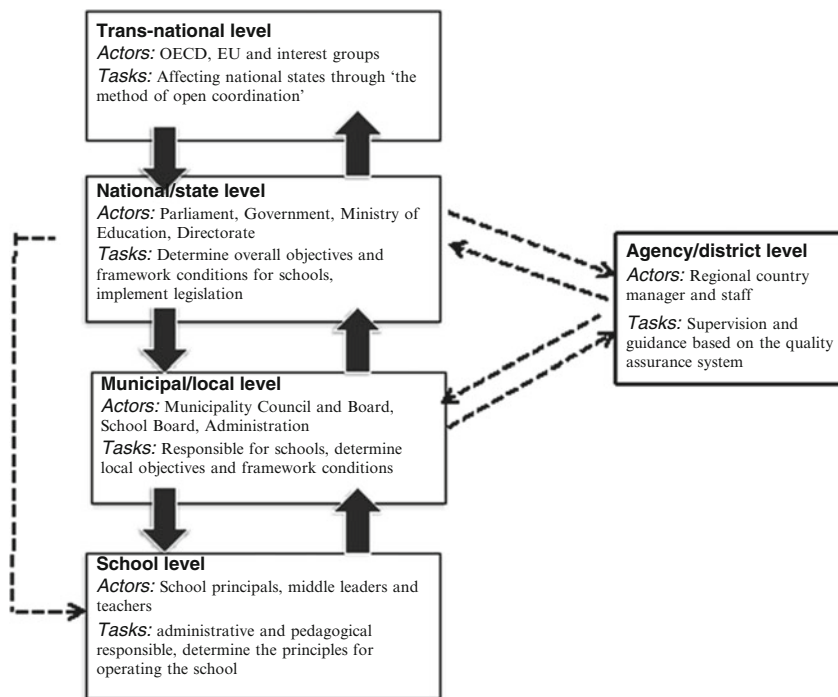 Trans-national level
Actors: OECD, EU and interest groups
Tasks: Affecting national states through ‘the
method of open coordination’
National/state level
Actors: Parliament, Government, Ministry of
Education, Directorate
Tasks: Determine overall objectives and
framework conditions for schools,
implement legislation
Agency/district level
Actors: Regional country
manager and staff
Tasks: Supervision and
guidance based on the quality
assurance system
Municipal/local level
Actors: Municipality Council and Board,
School Board, Administration
Tasks: Responsible for schools, determine
local objectives and framework conditions
School level
Actors: School principals, middle leaders and
teachers
Tasks: administrative and pedagogical
responsible, determine the principles for
operating the school